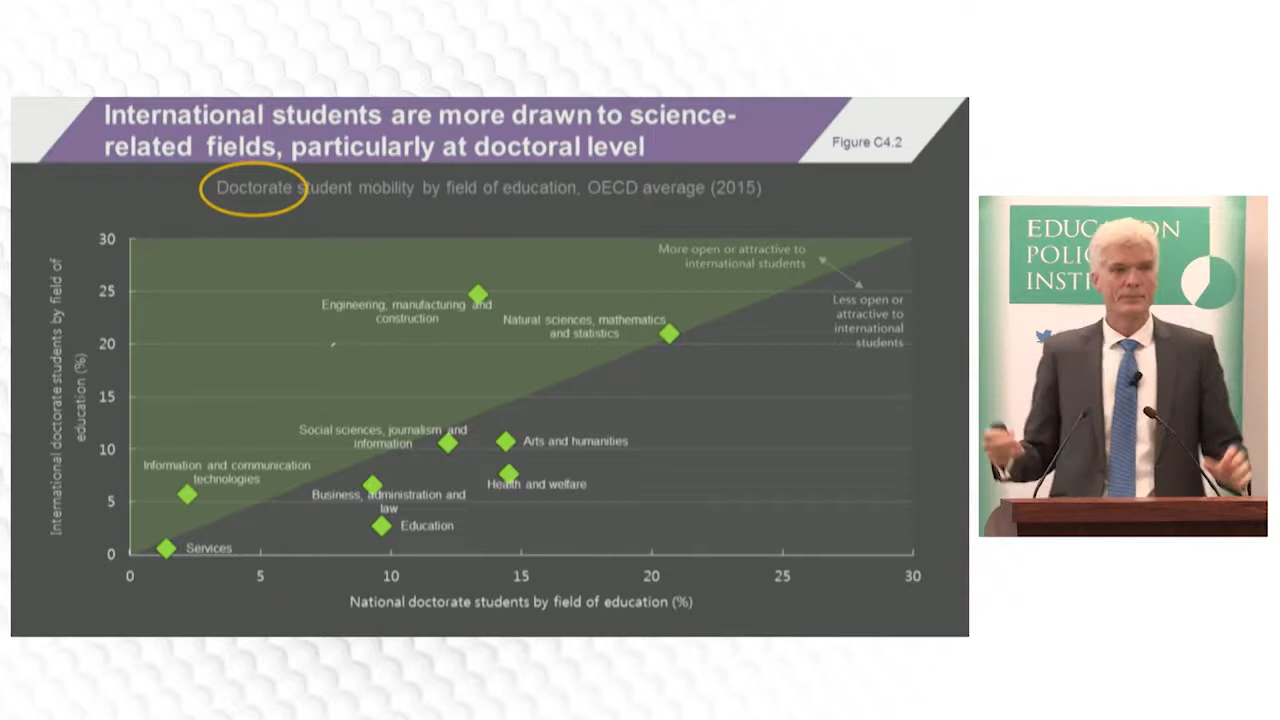 International students are more drawn to science-
related fields, particularly at doctoral level
Figure C4.2
Doctorate student mobility by field of education, OECD average (2015)
International doctorate students by field of
education (%)
30
25
20
15
10
5
0
More open or attractive to
international students
Less open or
attractive to
international
students
Engineering, manufacturing and
construction
Natural sciences, mathematics
and statistics
Social sciences, journalism and
information
Arts and humanities
Information and communication
technologies
Health and welfare
Business, administration and
law
Education
Services
0 5 10 15 20 25 30
National doctorate students by field of education (%)
EDUCATION
POLICY
INSTITUTE